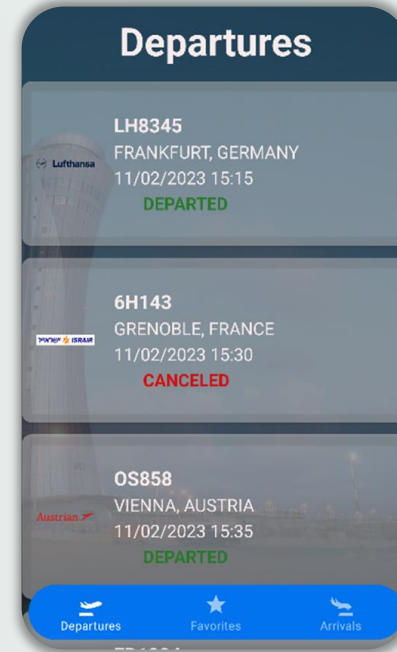 Departures
LH8345
Lufthansa
FRANKFURT, GERMANY
11/02/2023 15:15
DEPARTED
6H143
GRENOBLE, FRANCE
ישראייר ISRAIR
11/02/2023 15:30
CANCELED
OS858
VIENNA, AUSTRIA
Austrian
11/02/2023 15:35
DEPARTED
Departures
Favorites
Arrivals